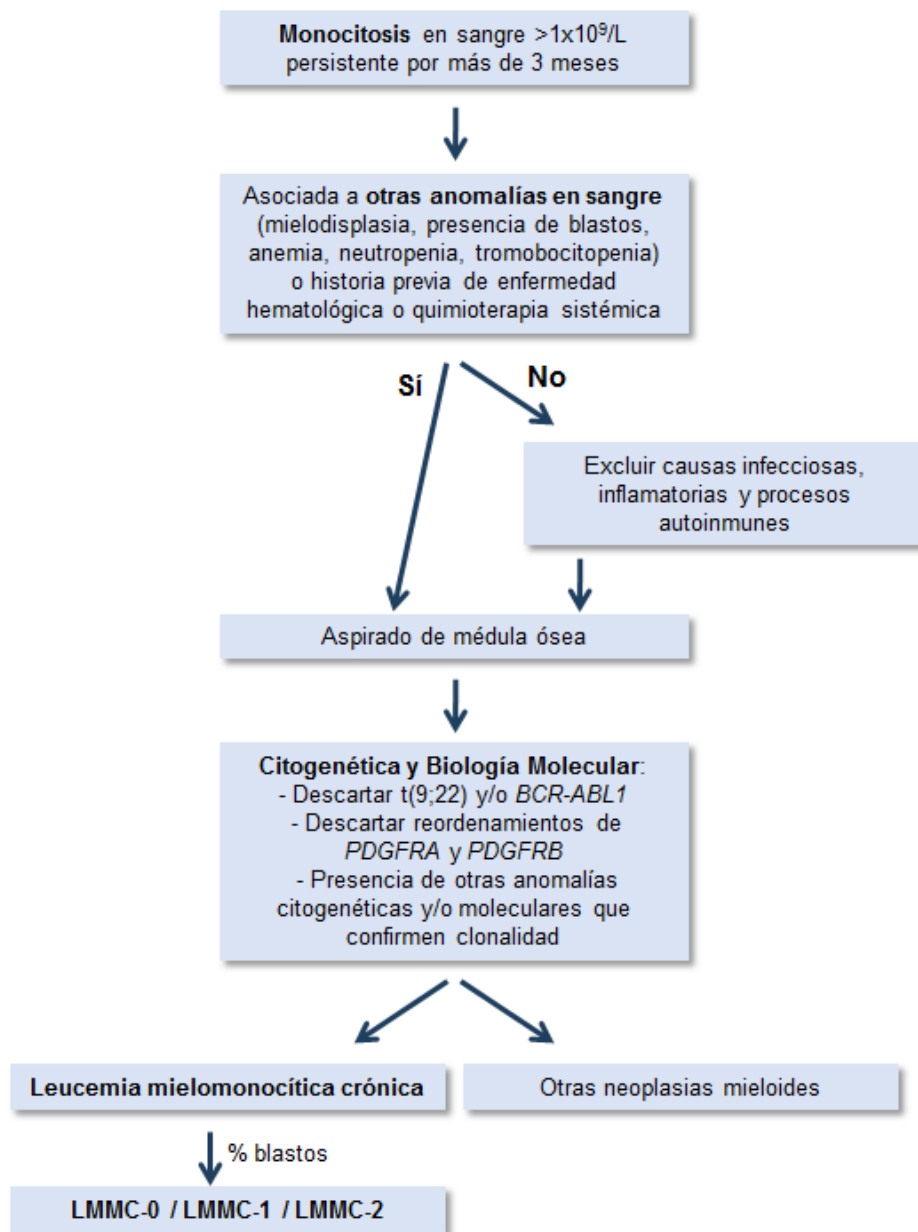 Monocitosis en sangre >1x10⁹/L
persistente por más de 3 meses
Asociada a otras anomalías en sangre
(mielodisplasia, presencia de blastos,
anemia, neutropenia, tromobocitopenia)
o historia previa de enfermedad
hematológica o quimioterapia sistémica
Sí
No
Excluir causas infecciosas,
inflamatorias y procesos
autoinmunes
Aspirado de médula ósea
Citogenética y Biología Molecular:
- Descartar t(9;22) y/o BCR-ABL1
- Descartar reordenamientos de
PDGFRA y PDGFRB
- Presencia de otras anomalías
citogenéticas y/o moleculares que
confirmen clonalidad
Leucemia mielomonocítica crónica
Otras neoplasias mieloides
% blastos
LMMC-0 / LMMC-1 / LMMC-2